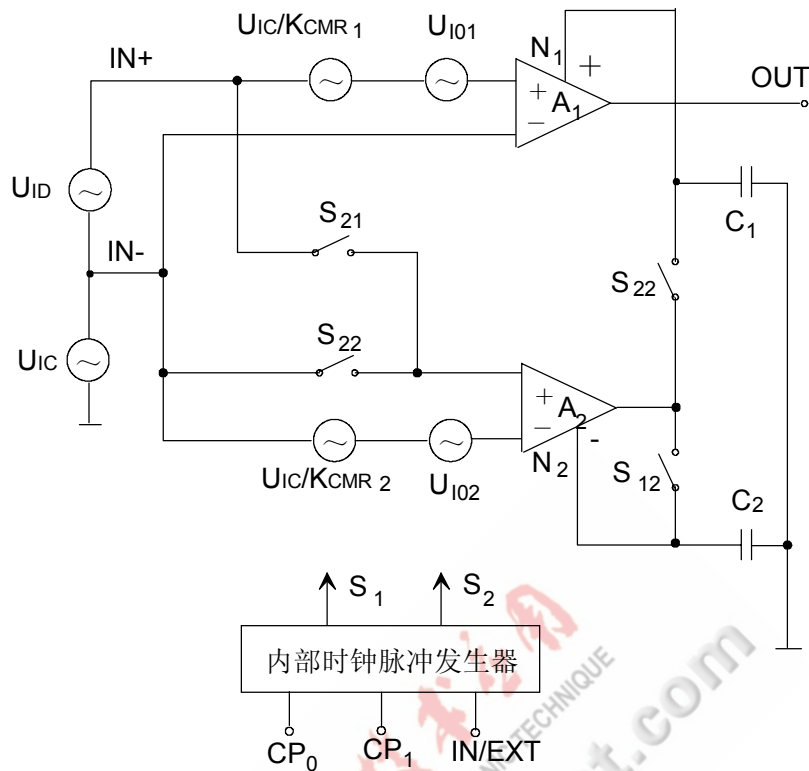 UIC/KCMR 1
UI01
N1
+
IN+
OUT
+
A1
−
UID
S21
C1
IN-
S22
S22
UIC
+
A2
-
−
N2
S12
UIC/KCMR 2
UI02
C2
S1
S2
内部时钟脉冲发生器
CP0
CP1
IN/EXT